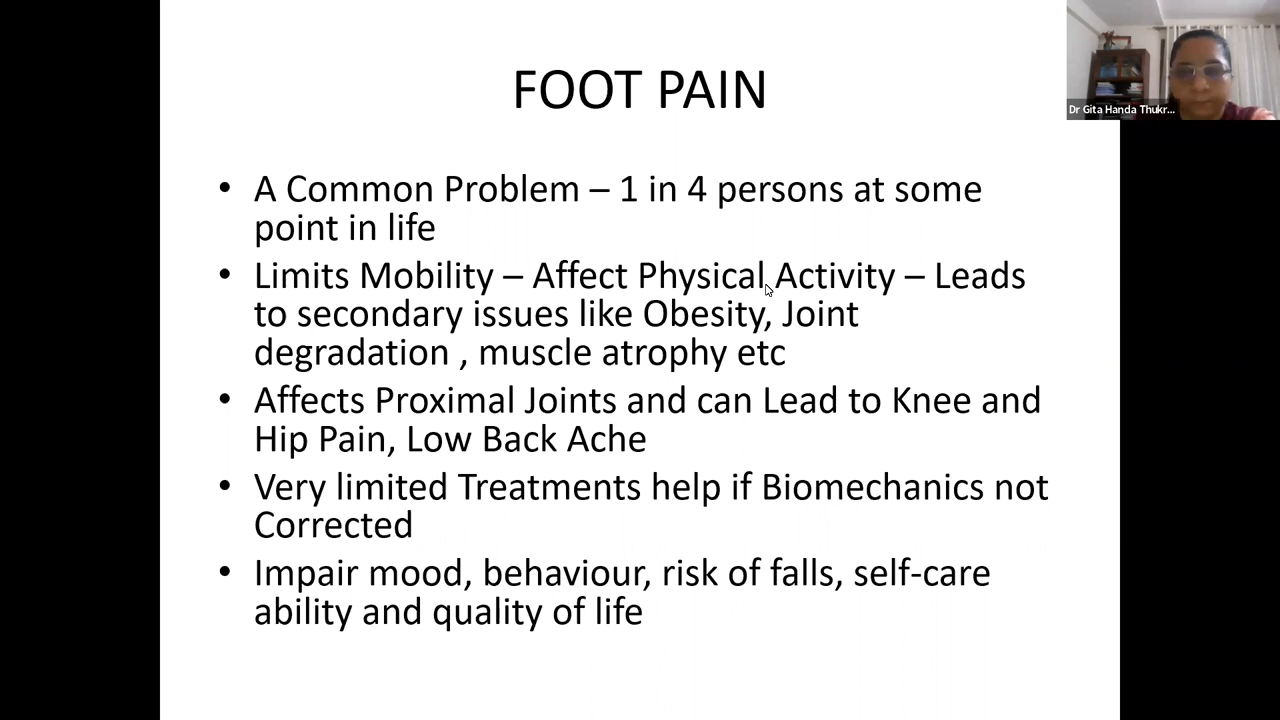 FOOT PAIN
Dr Gita Handa Thukr...
• A Common Problem – 1 in 4 persons at some
point in life
• Limits Mobility – Affect Physical Activity – Leads
to secondary issues like Obesity, Joint
degradation , muscle atrophy etc
• Affects Proximal Joints and can Lead to Knee and
Hip Pain, Low Back Ache
• Very limited Treatments help if Biomechanics not
Corrected
• Impair mood, behaviour, risk of falls, self-care
ability and quality of life